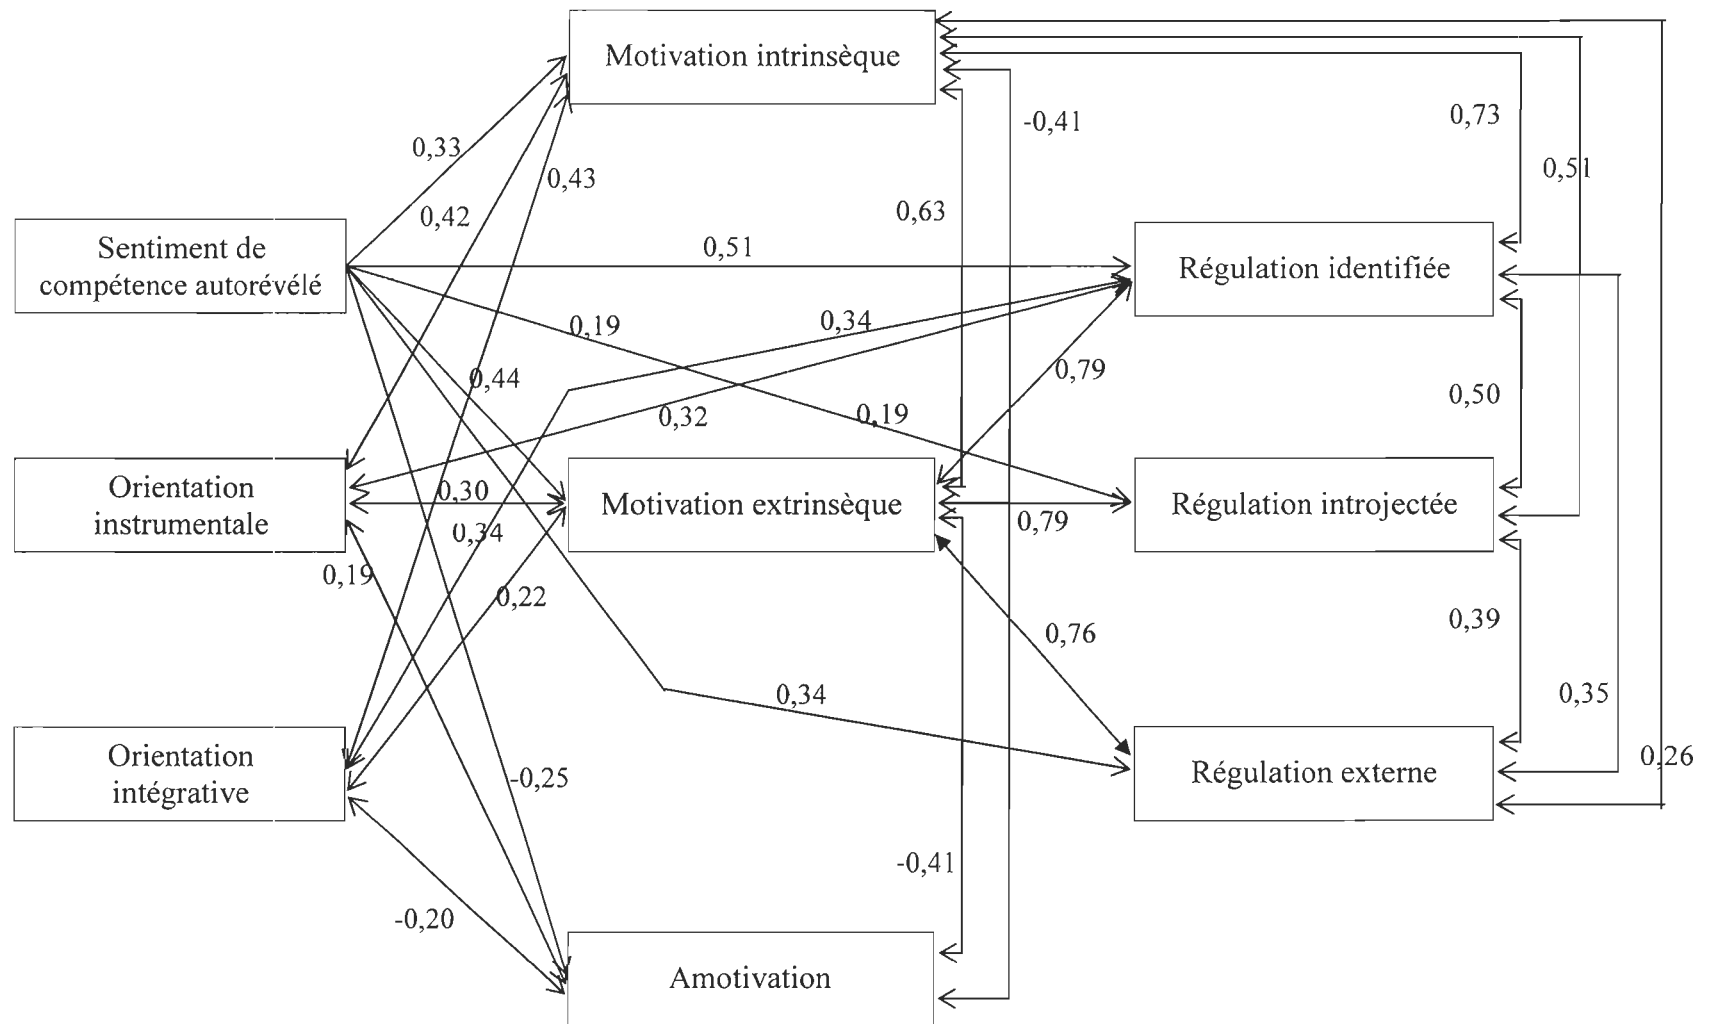 Motivation intrinsèque
-0,41
0,73
0,33
0,51
0,43
0,42
0,63
Sentiment de
compétence autorévélé
0,51
Régulation identifiée
0,19
0,34
0,79
0,44
0,50
0,32
0,19
Orientation
instrumentale
0,30
Motivation extrinsèque
Régulation introjectée
0,79
0,34
0,19
0,22
0,39
0,76
0,34
0,35
Orientation
intégrative
0,26
Régulation externe
-0,25
-0,41
-0,20
Amotivation